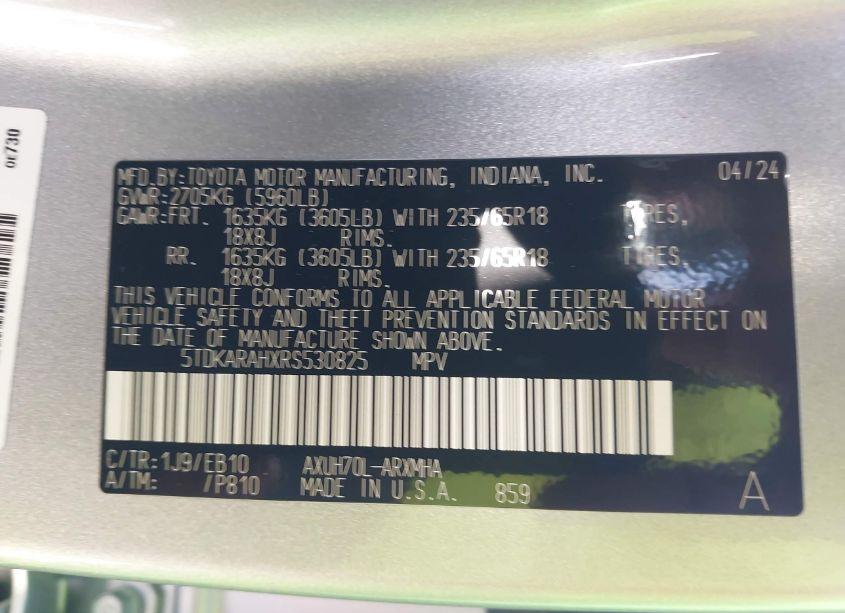 MFD.BY:TOYOTA MOTOR MANUFACTURING, INDIANA, INC. 04/24
GVWR:2705KG (5960LB)
GAWR:FRT. 1635KG (3605LB) WITH 235/65R18 TIRES,
18X8J RIMS.
RR. 1635KG (3605LB) WITH 235/65R18 TIRES,
18X8J RIMS.
THIS VEHICLE CONFORMS TO ALL APPLICABLE FEDERAL MOTOR
VEHICLE SAFETY AND THEFT PREVENTION STANDARDS IN EFFECT ON
THE DATE OF MANUFACTURE SHOWN ABOVE.
5TDKARAHXRS530825 MPV
C/TR:1J9/EB10 AXUH70L-ARXMHA
A/TM: /P810 MADE IN U.S.A. 859 A